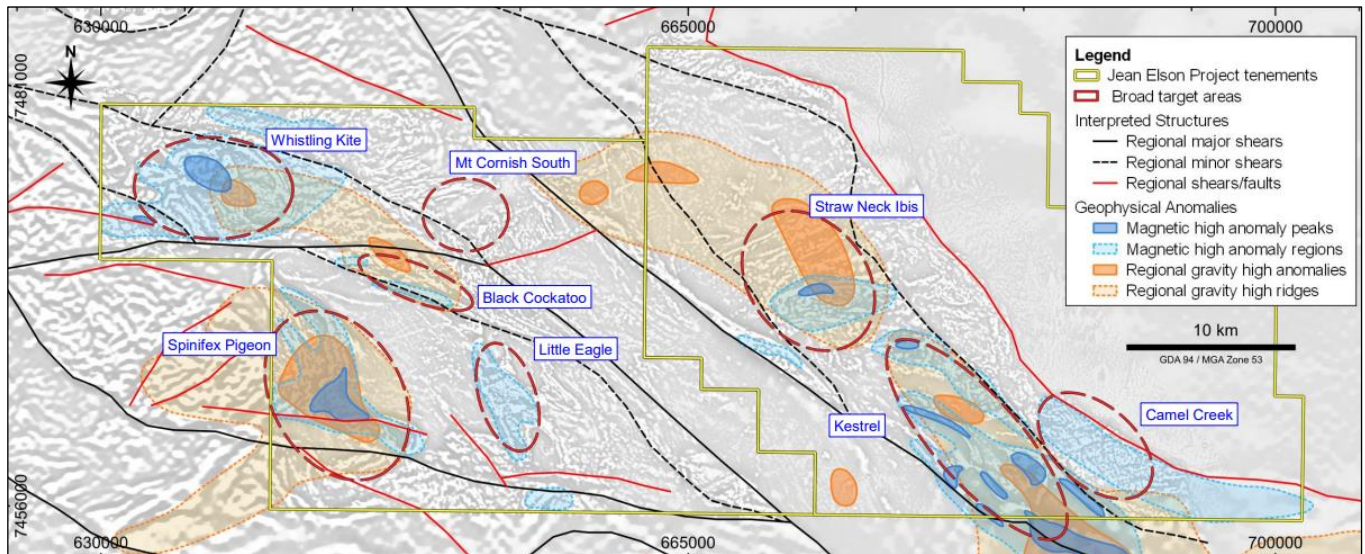 630000
665000
700000
N
7481000
Legend
Jean Elson Project tenements
Broad target areas
Interpreted Structures
Regional major shears
Regional minor shears
Regional shears/faults
Geophysical Anomalies
Magnetic high anomaly peaks
Magnetic high anomaly regions
Regional gravity high anomalies
Regional gravity high ridges
10 km
GDA 94 / MGA Zone 53
Whistling Kite
Mt Cornish South
Straw Neck Ibis
Black Cockatoo
Spinifex Pigeon
Little Eagle
Kestrel
Camel Creek
7456000
630000
665000
700000